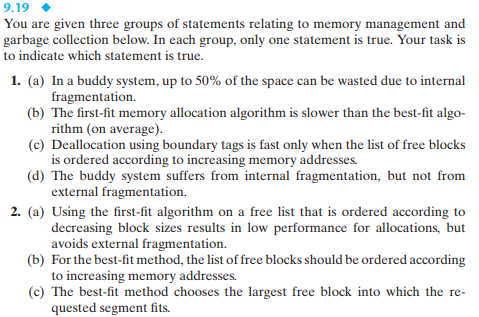 9.19 ◆
You are given three groups of statements relating to memory management and
garbage collection below. In each group, only one statement is true. Your task is
to indicate which statement is true.
1. (a) In a buddy system, up to 50% of the space can be wasted due to internal
fragmentation.
(b) The first-fit memory allocation algorithm is slower than the best-fit algo-
rithm (on average).
(c) Deallocation using boundary tags is fast only when the list of free blocks
is ordered according to increasing memory addresses.
(d) The buddy system suffers from internal fragmentation, but not from
external fragmentation.
2. (a) Using the first-fit algorithm on a free list that is ordered according to
decreasing block sizes results in low performance for allocations, but
avoids external fragmentation.
(b) For the best-fit method, the list of free blocks should be ordered according
to increasing memory addresses.
(c) The best-fit method chooses the largest free block into which the re-
quested segment fits.